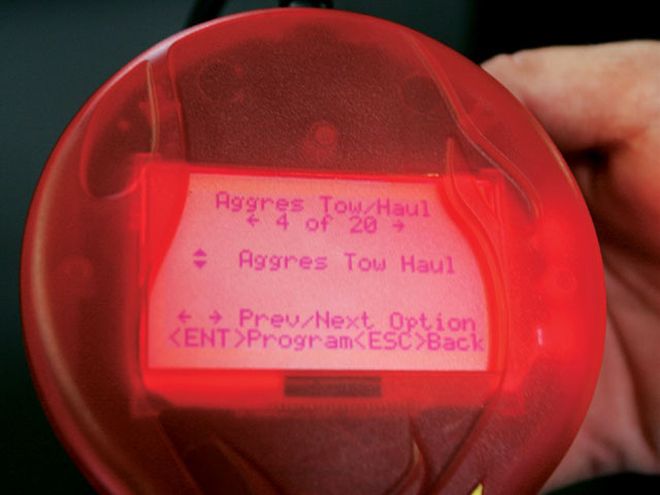 Aggres Tow/Haul
← 4 of 20 →
Aggres Tow Haul
← → Prev/Next Option
<ENT>Program<ESC>Back